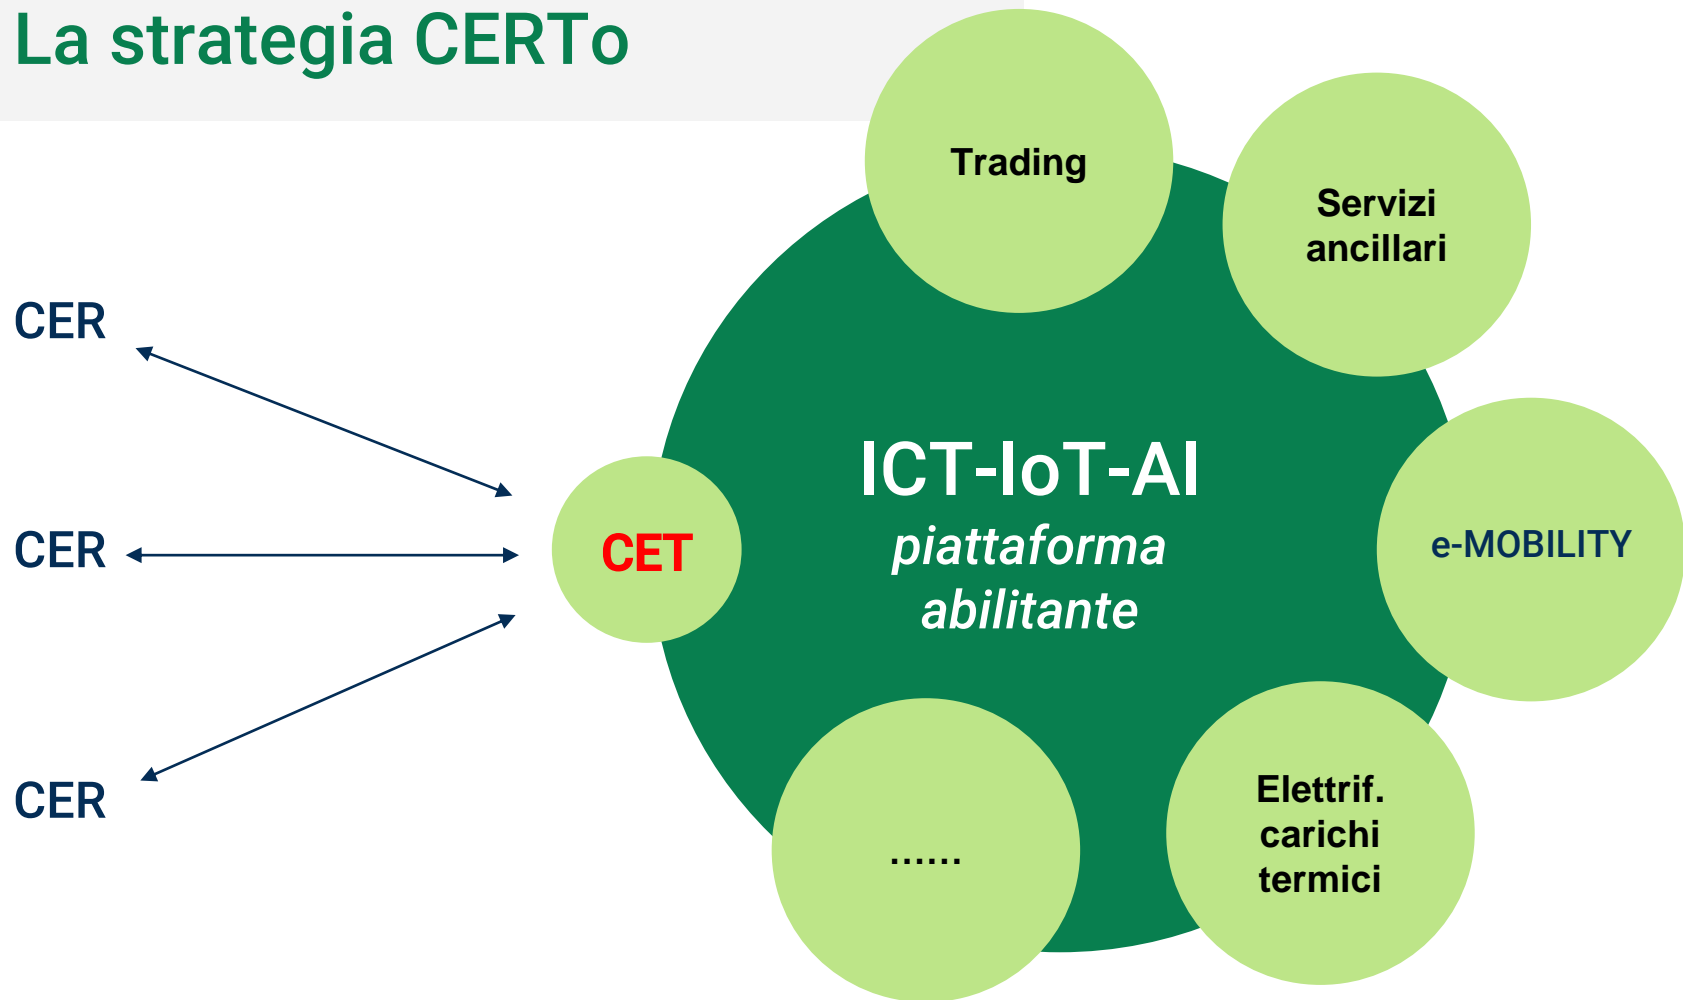 La strategia CERTo
Trading
Servizi
ancillari
CER
CER
CER
CET
ICT-IoT-AI
piattaforma
abilitante
e-MOBILITY
Elettrif.
carichi
termici
......